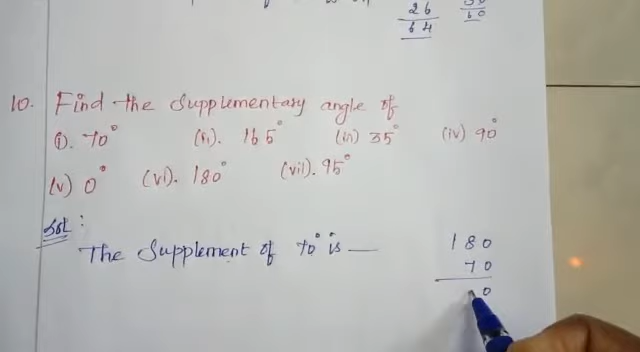 26
64
60
10. Find the Supplementary angle of
(i). 70° (ii). 165° (iii) 35° (iv) 90°
(v) 0° (vi). 180° (vii). 95°
Sol :
The Supplement of 70° is —
180
70
0